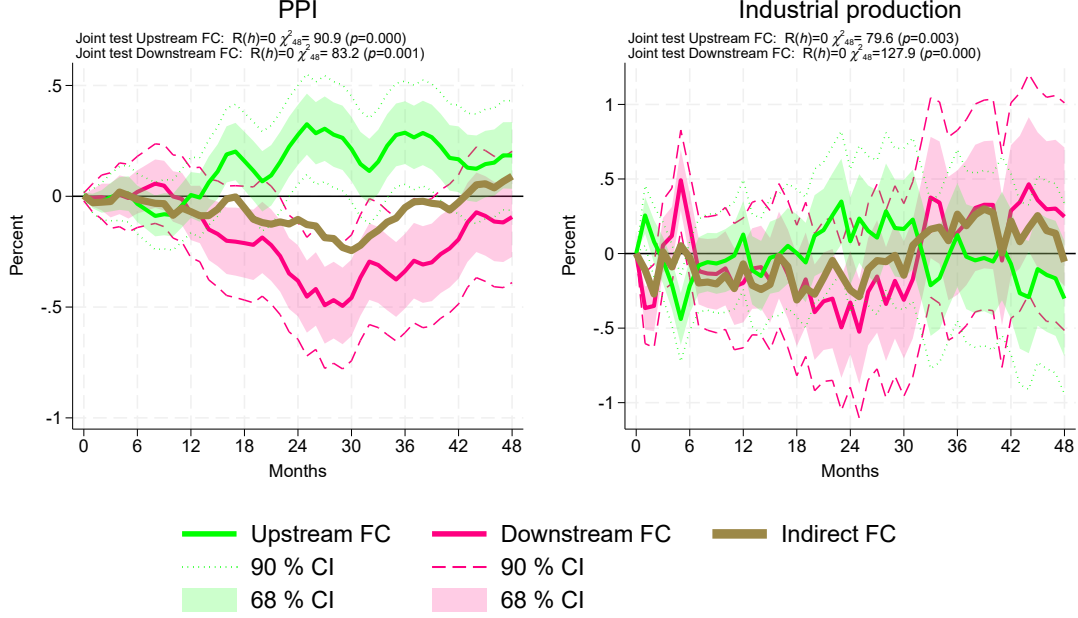 PPI
Joint test Upstream FC: R(h)=0 χ²₄₈= 90.9 (p=0.000)
Joint test Downstream FC: R(h)=0 χ²₄₈= 83.2 (p=0.001)
.5
0
-.5
-1
Percent
0 6 12 18 24 30 36 42 48
Months
Industrial production
Joint test Upstream FC: R(h)=0 χ²₄₈= 79.6 (p=0.003)
Joint test Downstream FC: R(h)=0 χ²₄₈=127.9 (p=0.000)
1
.5
0
-.5
-1
Percent
0 6 12 18 24 30 36 42 48
Months
Upstream FC Downstream FC Indirect FC
90 % CI 90 % CI
68 % CI 68 % CI